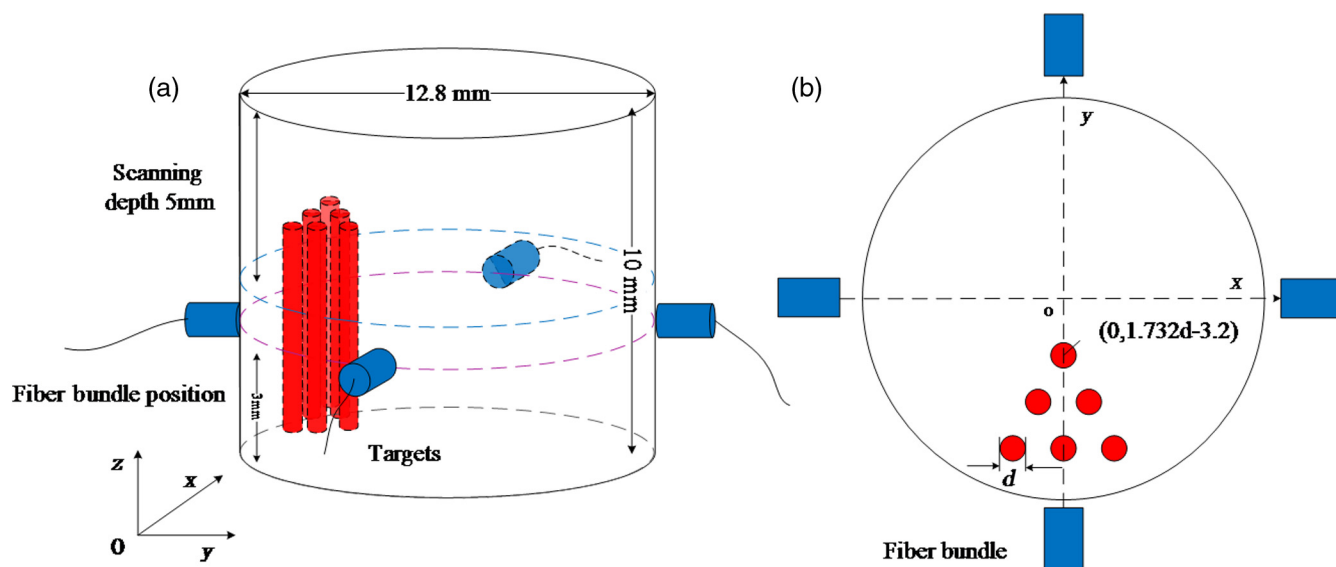 (a)
12.8 mm
Scanning
depth 5mm
10 mm
Fiber bundle position
3mm
Targets
z
x
0
y
(b)
y
x
o
(0,1.732d-3.2)
d
Fiber bundle